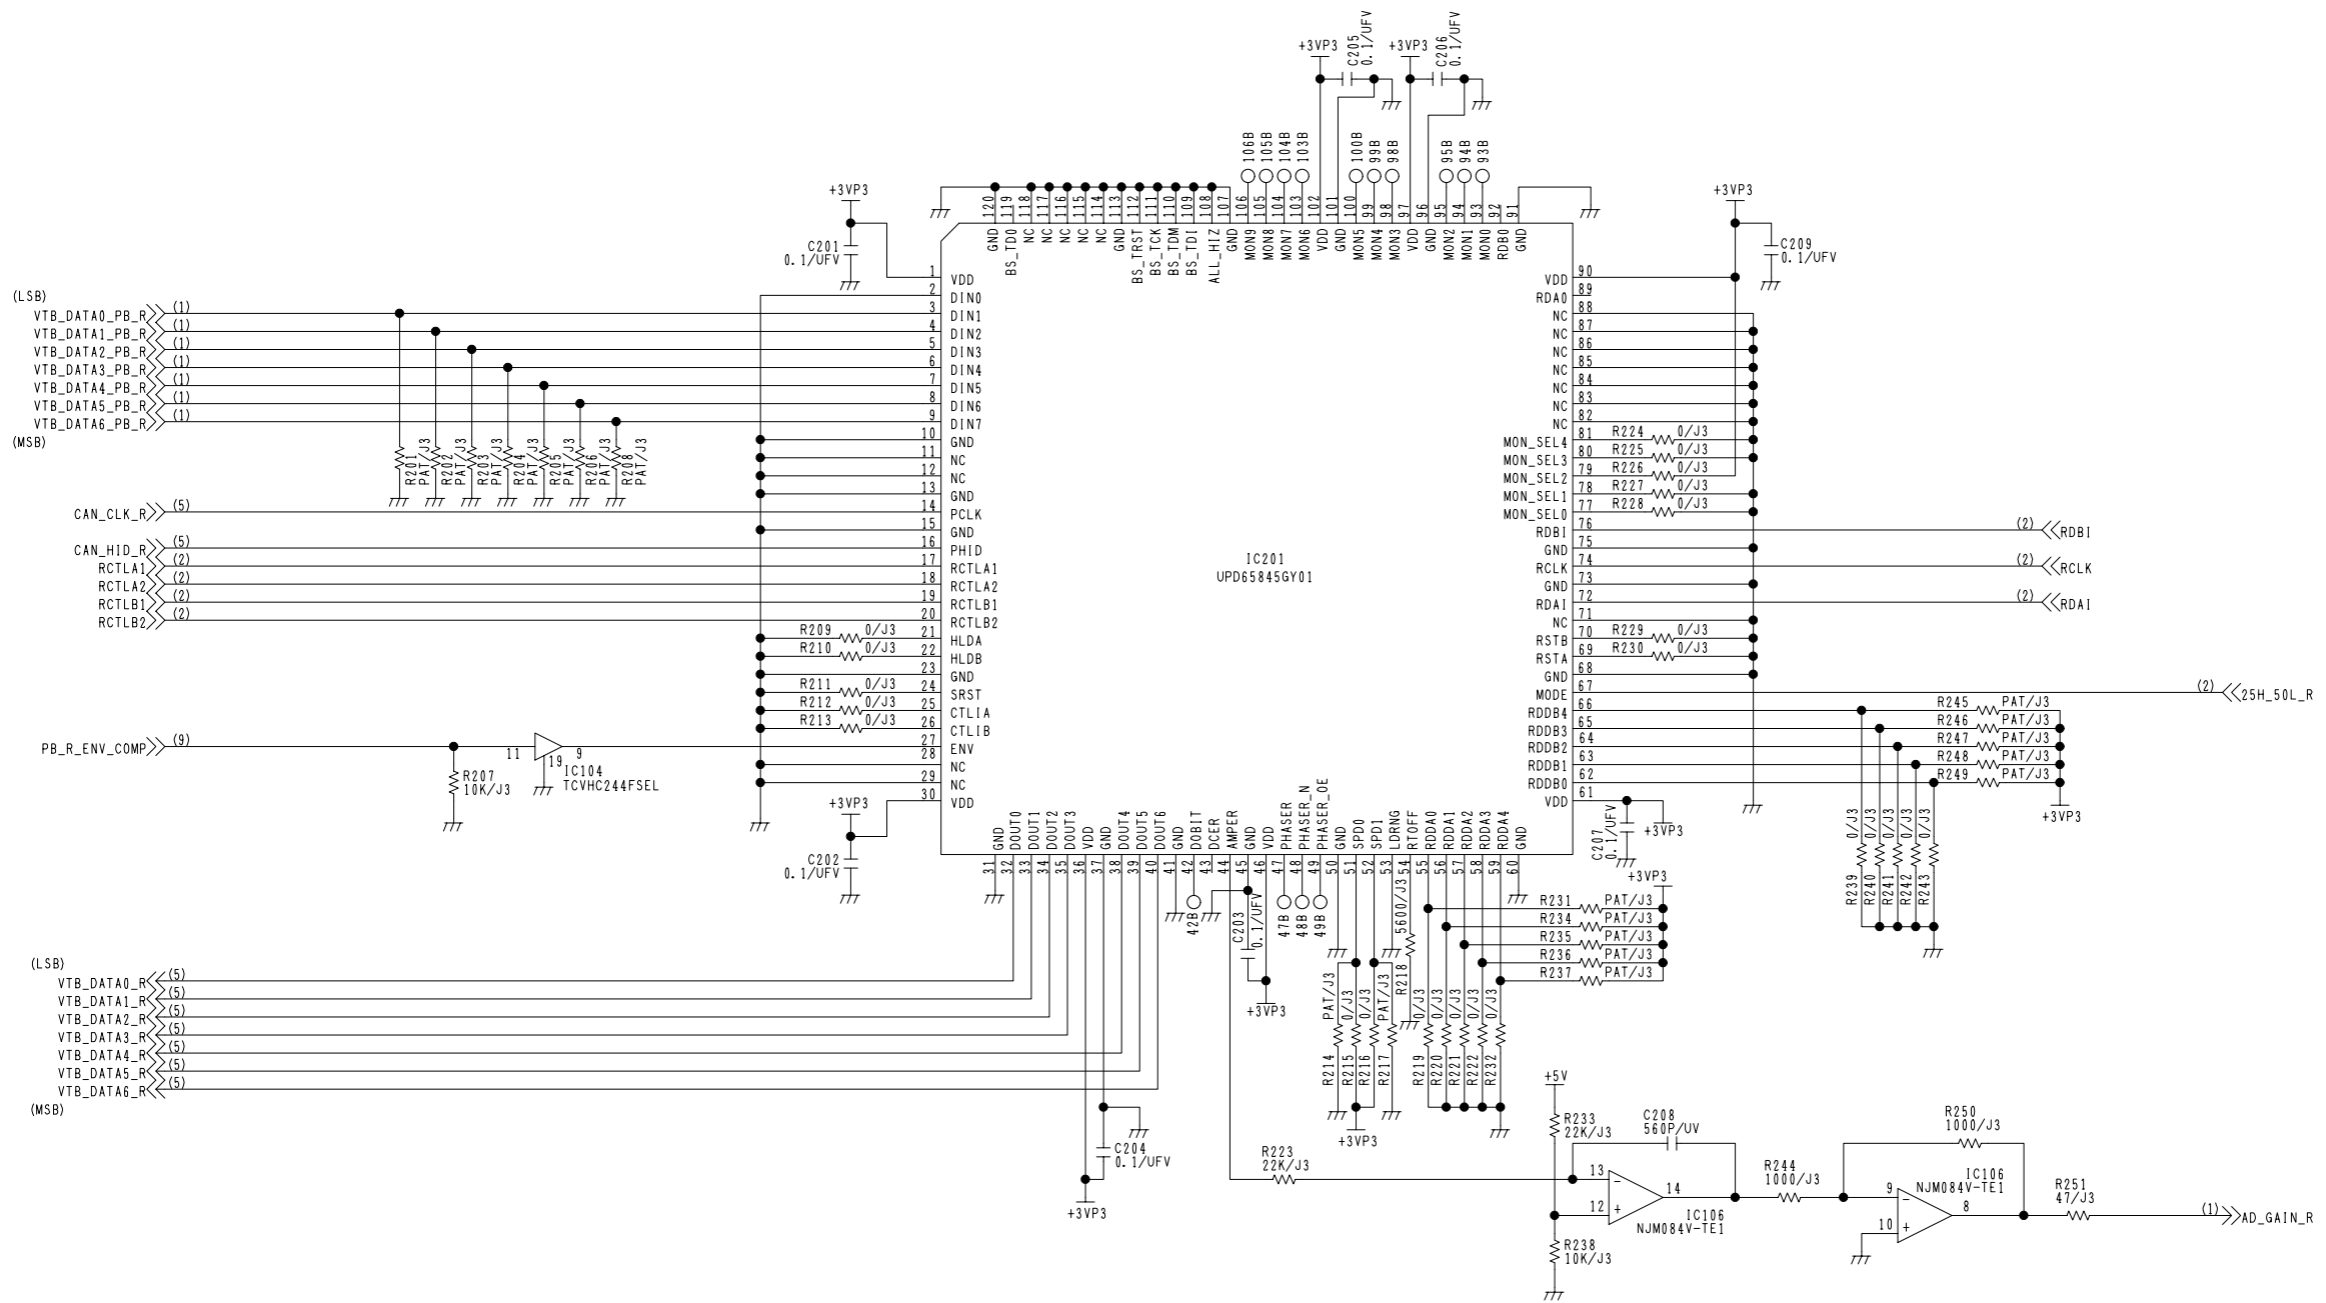 +3VP3
C205
0.1/UFV
+3VP3
C206
0.1/UFV
106B
105B
104B
103B
100B
99B
98B
95B
94B
93B
+3VP3
C201
0.1/UFV
+3VP3
C209
0.1/UFV
120 GND
119 BS_TDO
118 NC
117 NC
116 NC
115 NC
114 NC
113 GND
112 BS_TRST
111 BS_TCK
110 BS_TDM
109 BS_TDI
108 ALL_HIZ
107 GND
106 MON9
105 MON8
104 MON7
103 MON6
102 VDD
101 GND
100 MON5
99 MON4
98 MON3
97 VDD
96 GND
95 MON2
94 MON1
93 MON0
92 RDBO
91 GND
(LSB)
VTB_DATA0_PB_R (1)
VTB_DATA1_PB_R (1)
VTB_DATA2_PB_R (1)
VTB_DATA3_PB_R (1)
VTB_DATA4_PB_R (1)
VTB_DATA5_PB_R (1)
VTB_DATA6_PB_R (1)
(MSB)
R201 PAT/J3
R202 PAT/J3
R203 PAT/J3
R204 PAT/J3
R205 PAT/J3
R206 PAT/J3
R208 PAT/J3
CAN_CLK_R (5)
CAN_HID_R (5)
RCTLA1 (2)
RCTLA2 (2)
RCTLB1 (2)
RCTLB2 (2)
PB_R_ENV_COMP (9)
R207
10K/J3
11
9
19
IC104
TCVHC244FSEL
R209 0/J3
R210 0/J3
R211 0/J3
R212 0/J3
R213 0/J3
1 VDD
2 DIN0
3 DIN1
4 DIN2
5 DIN3
6 DIN4
7 DIN5
8 DIN6
9 DIN7
10 GND
11 NC
12 NC
13 GND
14 PCLK
15 GND
16 PHID
17 RCTLA1
18 RCTLA2
19 RCTLB1
20 RCTLB2
21 HLDA
22 HLDB
23 GND
24 SRST
25 CTLIA
26 CTLIB
27 ENV
28 NC
29 NC
30 VDD
+3VP3
C202
0.1/UFV
IC201
UPD65845GY01
VDD 90
RDAO 89
NC 88
NC 87
NC 86
NC 85
NC 84
NC 83
NC 82
MON_SEL4 81 R224 0/J3
MON_SEL3 80 R225 0/J3
MON_SEL2 79 R226 0/J3
MON_SEL1 78 R227 0/J3
MON_SEL0 77 R228 0/J3
RDBI 76 (2) RDBI
GND 75
RCLK 74 (2) RCLK
GND 73
RDAI 72 (2) RDAI
NC 71
RSTB 70 R229 0/J3
RSTA 69 R230 0/J3
GND 68
MODE 67 (2) 25H_50L_R
RDDB4 66 R245 PAT/J3
RDDB3 65 R246 PAT/J3
RDDB2 64 R247 PAT/J3
RDDB1 63 R248 PAT/J3
RDDB0 62 R249 PAT/J3
VDD 61
+3VP3
C207
0.1/UFV
+3VP3
R239 0/J3
R240 0/J3
R241 0/J3
R242 0/J3
R243 0/J3
GND 31
DOUT0 32
DOUT1 33
DOUT2 34
DOUT3 35
VDD 36
GND 37
DOUT4 38
DOUT5 39
DOUT6 40
GND 41
DOBIT 42
DCER 43
AMPER 44
GND 45
VDD 46
PHASER 47
PHASER_N 48
PHASER_OE 49
GND 50
SPD0 51
SPD1 52
LDRNG 53
RTOFF 54
RDDA0 55
RDDA1 56
RDDA2 57
RDDA3 58
RDDA4 59
GND 60
42B
47B
48B
49B
C203
0.1/UFV
+3VP3
R218 5600/J3
+3VP3
R231 PAT/J3
R234 PAT/J3
R235 PAT/J3
R236 PAT/J3
R237 PAT/J3
(LSB)
VTB_DATA0_R (5)
VTB_DATA1_R (5)
VTB_DATA2_R (5)
VTB_DATA3_R (5)
VTB_DATA4_R (5)
VTB_DATA5_R (5)
VTB_DATA6_R (5)
(MSB)
R214 PAT/J3
R215 0/J3
R216 0/J3
R217 PAT/J3
R219 0/J3
R220 0/J3
R221 0/J3
R222 0/J3
R232 0/J3
+3VP3
C204
0.1/UFV
+3VP3
R223
22K/J3
+5V
R233
22K/J3
R238
10K/J3
C208
560P/UV
13
12
14
-
+
IC106
NJM084V-TE1
R244
1000/J3
R250
1000/J3
9
10
8
-
+
IC106
NJM084V-TE1
R251
47/J3
(1) AD_GAIN_R